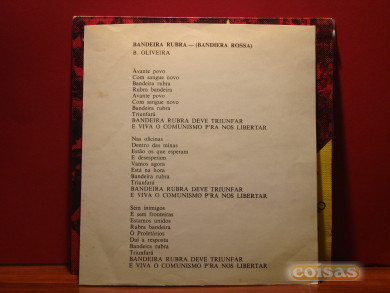 BANDEIRA RUBRA — (BANDIERA ROSSA)
B. OLIVEIRA
Avante povo
Com sangue novo
Bandeira rubra
Rubra bandeira
Avante povo
Com sangue novo
Bandeira rubra
Triunfará
BANDEIRA RUBRA DEVE TRIUNFAR
E VIVA O COMUNISMO P'RA NOS LIBERTAR
Nas oficinas
Dentro das minas
Estão os que esperam
E desesperam
Vamos agora
Está na hora
Bandeira rubra
Triunfará
BANDEIRA RUBRA DEVE TRIUNFAR
E VIVA O COMUNISMO P'RA NOS LIBERTAR
Sem inimigos
E sem fronteiras
Estamos unidos
Rubra bandeira
Ó Proletários
Daí a resposta
Bandeira rubra
Triunfará
BANDEIRA RUBRA DEVE TRIUNFAR
E VIVA O COMUNISMO P'RA NOS LIBERTAR
coisas